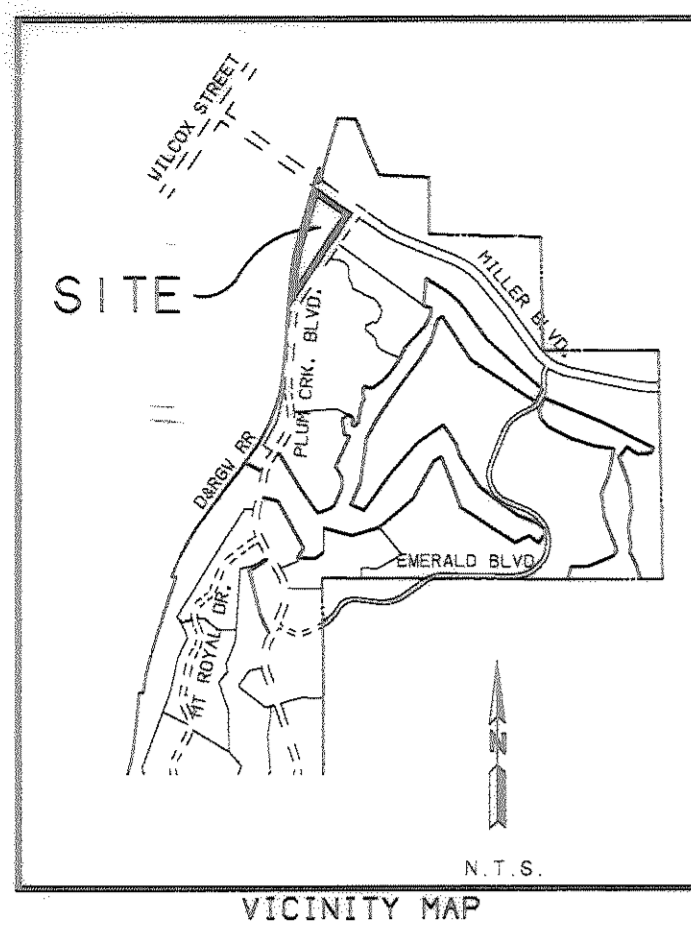 WILCOX STREET
SITE
MILLER BLVD.
PLUM CRK. BLVD.
D&RGW RR
EMERALD BLVD
MT ROYAL DR.
N
N.T.S.
VICINITY MAP